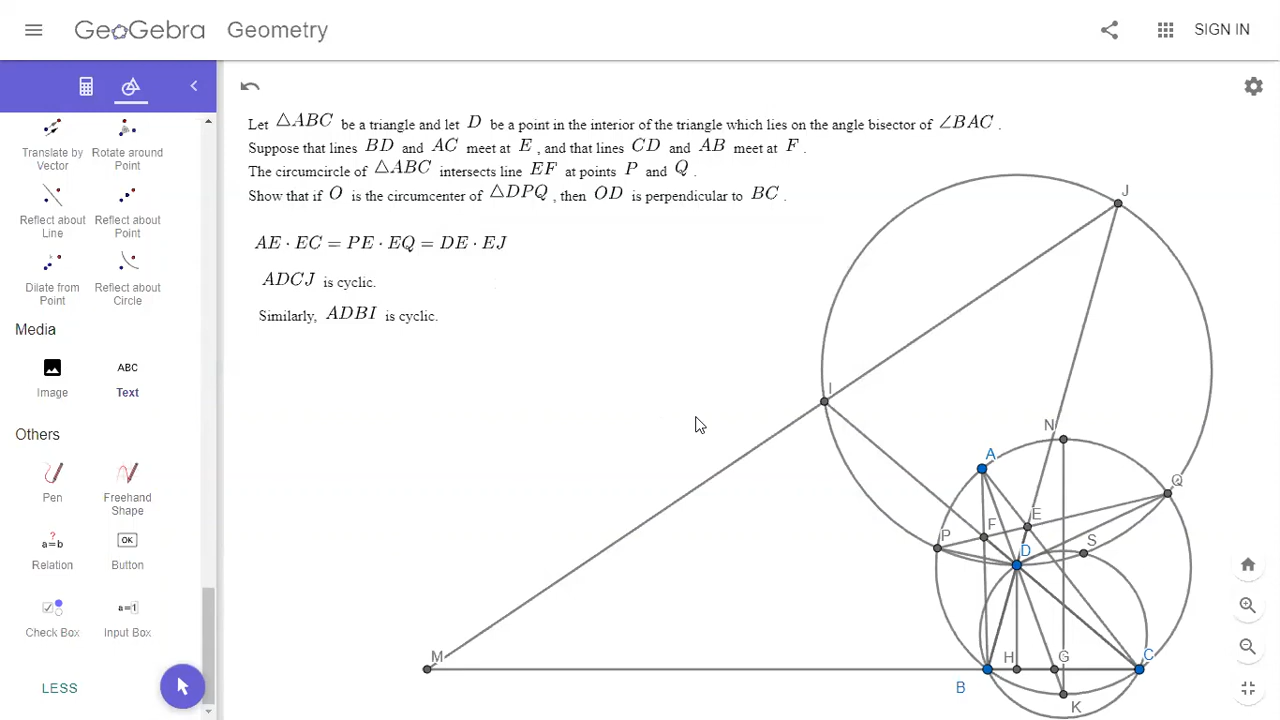 GeoGebra Geometry SIGN IN
Let △ABC be a triangle and let D be a point in the interior of the triangle which lies on the angle bisector of ∠BAC .
Suppose that lines BD and AC meet at E , and that lines CD and AB meet at F .
The circumcircle of △ABC intersects line EF at points P and Q .
Show that if O is the circumcenter of △DPQ , then OD is perpendicular to BC .
AE · EC = PE · EQ = DE · EJ
ADCJ is cyclic.
Similarly, ADBI is cyclic.
Translate by Vector
Rotate around Point
Reflect about Line
Reflect about Point
Dilate from Point
Reflect about Circle
Media
Image
ABC
Text
Others
Pen
Freehand Shape
a=b
?
Relation
OK
Button
Check Box
a=1
Input Box
LESS
J
I
N
A
Q
E
F
P
S
D
M
H
G
C
B
K